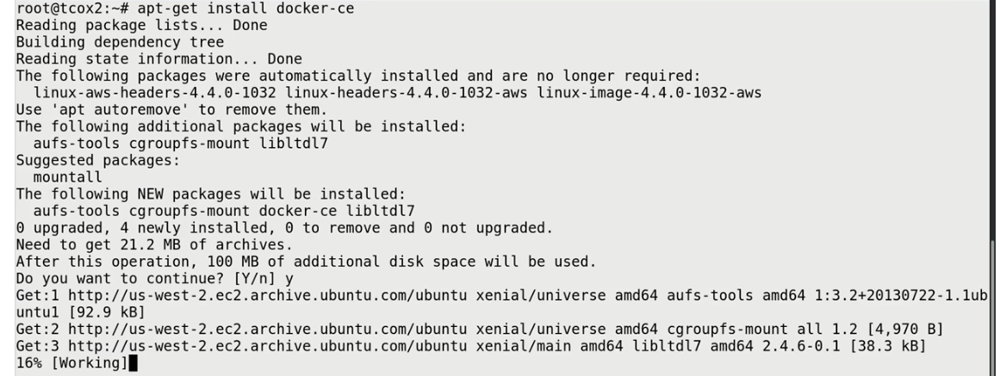 root@tcox2:~# apt-get install docker-ce
Reading package lists... Done
Building dependency tree
Reading state information... Done
The following packages were automatically installed and are no longer required:
  linux-aws-headers-4.4.0-1032 linux-headers-4.4.0-1032-aws linux-image-4.4.0-1032-aws
Use 'apt autoremove' to remove them.
The following additional packages will be installed:
  aufs-tools cgroupfs-mount libltdl7
Suggested packages:
  mountall
The following NEW packages will be installed:
  aufs-tools cgroupfs-mount docker-ce libltdl7
0 upgraded, 4 newly installed, 0 to remove and 0 not upgraded.
Need to get 21.2 MB of archives.
After this operation, 100 MB of additional disk space will be used.
Do you want to continue? [Y/n] y
Get:1 http://us-west-2.ec2.archive.ubuntu.com/ubuntu xenial/universe amd64 aufs-tools amd64 1:3.2+20130722-1.1ub
untu1 [92.9 kB]
Get:2 http://us-west-2.ec2.archive.ubuntu.com/ubuntu xenial/universe amd64 cgroupfs-mount all 1.2 [4,970 B]
Get:3 http://us-west-2.ec2.archive.ubuntu.com/ubuntu xenial/main amd64 libltdl7 amd64 2.4.6-0.1 [38.3 kB]
16% [Working]